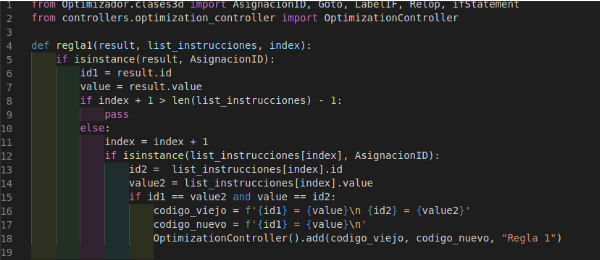 1 from Optimizador.clases3d import AsignacionID, Goto, LabelIF, Relop, ifStatement
2 from controllers.optimization_controller import OptimizationController
3
4 def regla1(result, list_instrucciones, index):
5 if isinstance(result, AsignacionID):
6 id1 = result.id
7 value = result.value
8 if index + 1 > len(list_instrucciones) - 1:
9 pass
10 else:
11 index = index + 1
12 if isinstance(list_instrucciones[index], AsignacionID):
13 id2 = list_instrucciones[index].id
14 value2 = list_instrucciones[index].value
15 if id1 == value2 and value == id2:
16 codigo_viejo = f'{id1} = {value}\n {id2} = {value2}'
17 codigo_nuevo = f'{id1} = {value}\n'
18 OptimizationController().add(codigo_viejo, codigo_nuevo, "Regla 1")
19